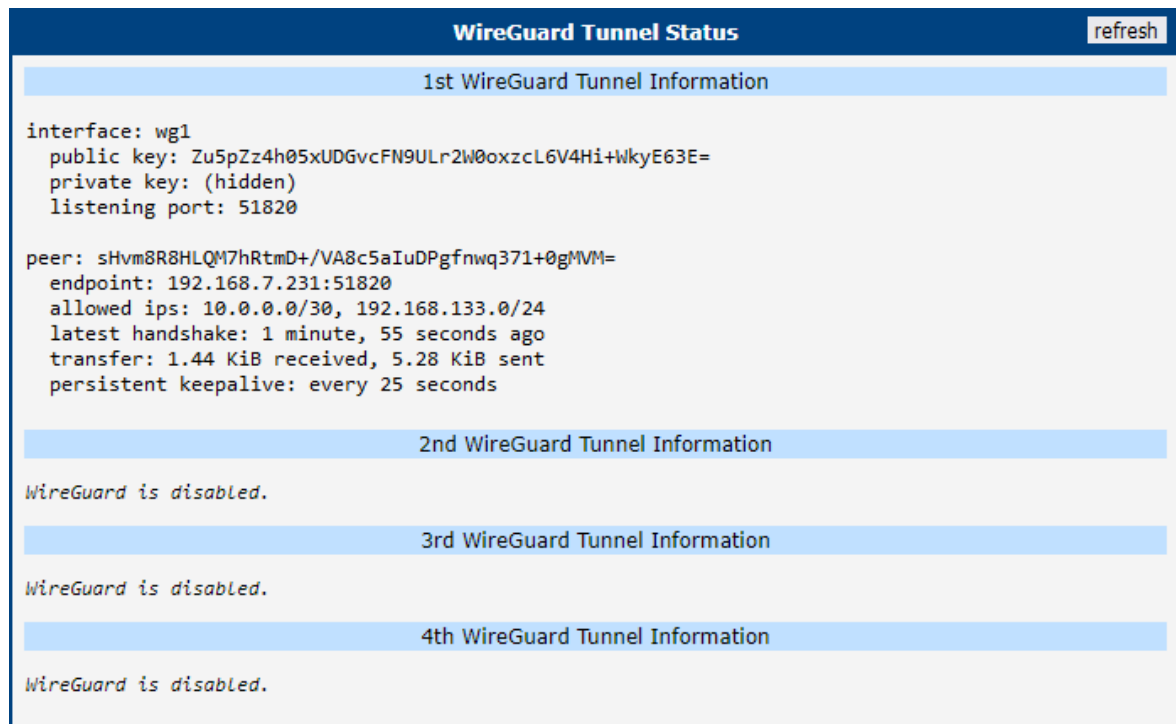 WireGuard Tunnel Status
refresh
1st WireGuard Tunnel Information
interface: wg1
public key: Zu5pZz4h05xUDGvcFN9ULr2W0oxzcL6V4Hi+WkyE63E=
private key: (hidden)
listening port: 51820
peer: sHvm8R8HLQM7hRtmD+/VA8c5aIuDPgfnwq371+0gMVM=
endpoint: 192.168.7.231:51820
allowed ips: 10.0.0.0/30, 192.168.133.0/24
latest handshake: 1 minute, 55 seconds ago
transfer: 1.44 KiB received, 5.28 KiB sent
persistent keepalive: every 25 seconds
2nd WireGuard Tunnel Information
WireGuard is disabled.
3rd WireGuard Tunnel Information
WireGuard is disabled.
4th WireGuard Tunnel Information
WireGuard is disabled.